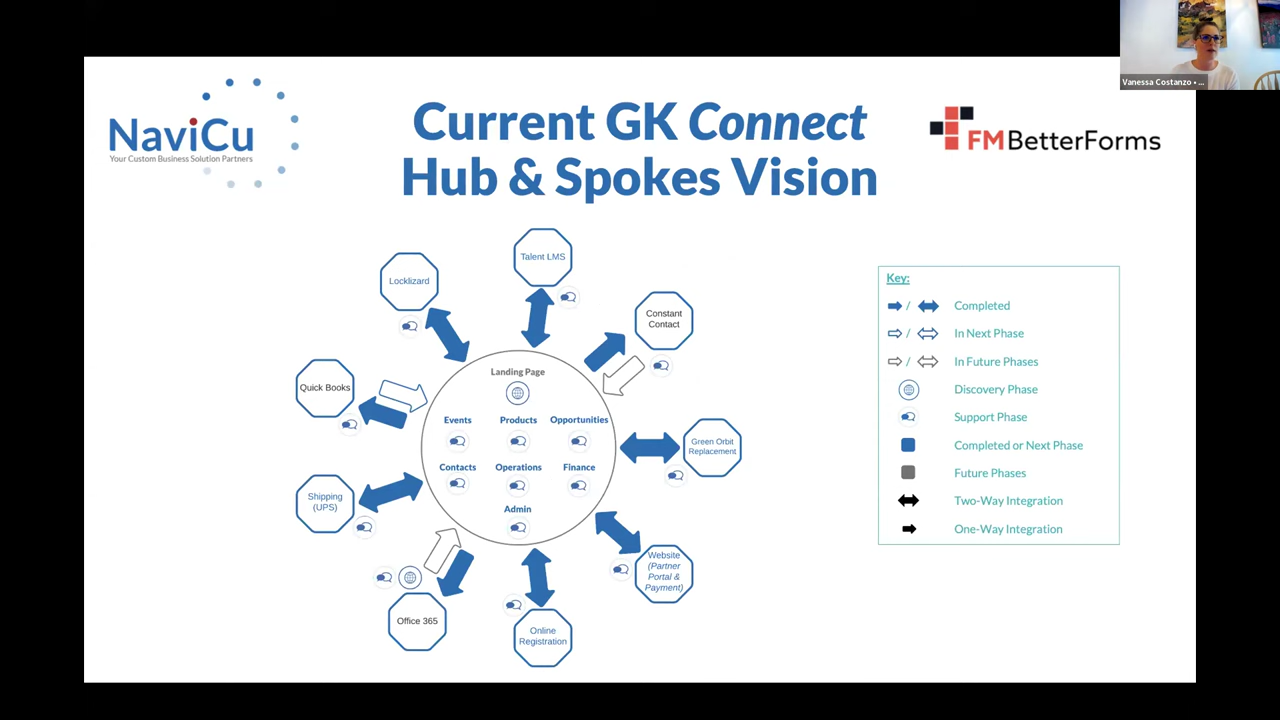 Vanessa Costanzo • ...
NaviCu
Your Custom Business Solution Partners
Current GK Connect
Hub & Spokes Vision
FMBetterForms
Talent LMS
Locklizard
Constant
Contact
Quick Books
Landing Page
Events
Products
Opportunities
Green Orbit
Replacement
Contacts
Operations
Finance
Shipping
(UPS)
Admin
Website
(Partner
Portal &
Payment)
Office 365
Online
Registration
Key:
/ Completed
/ In Next Phase
/ In Future Phases
Discovery Phase
Support Phase
Completed or Next Phase
Future Phases
Two-Way Integration
One-Way Integration